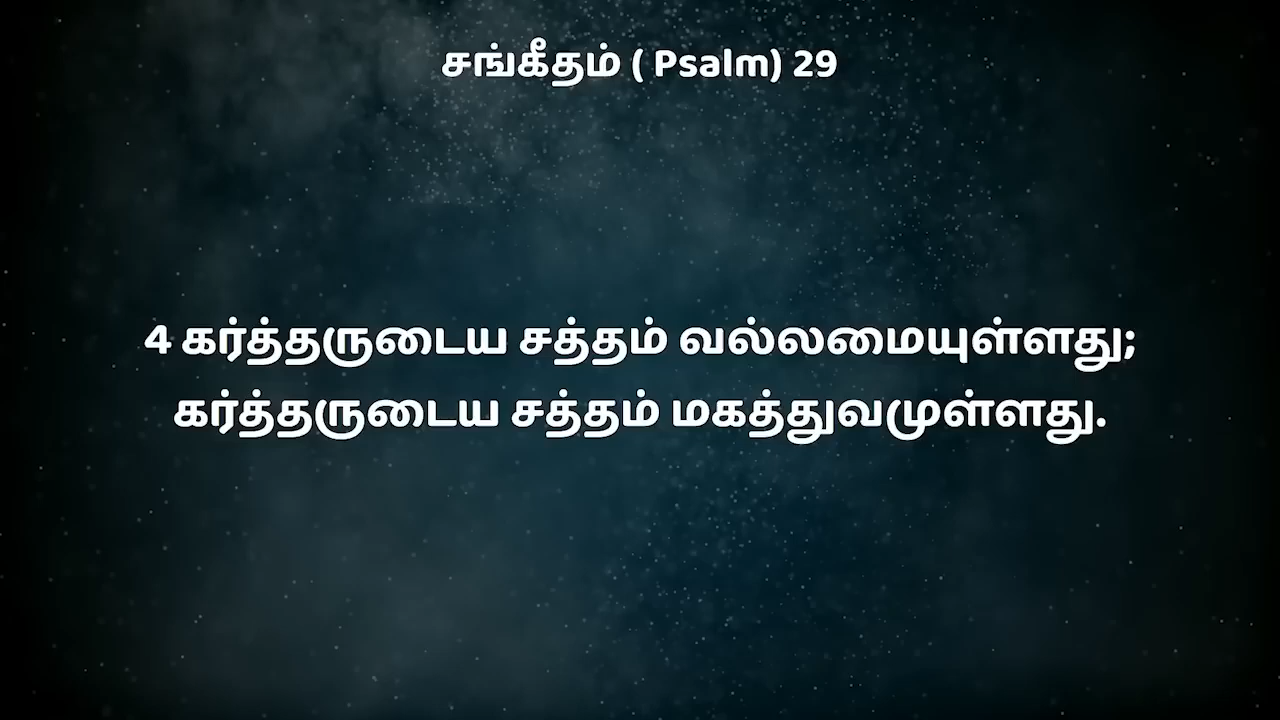 சங்கீதம் ( Psalm) 29
4 கர்த்தருடைய சத்தம் வல்லமையுள்ளது;
கர்த்தருடைய சத்தம் மகத்துவமுள்ளது.